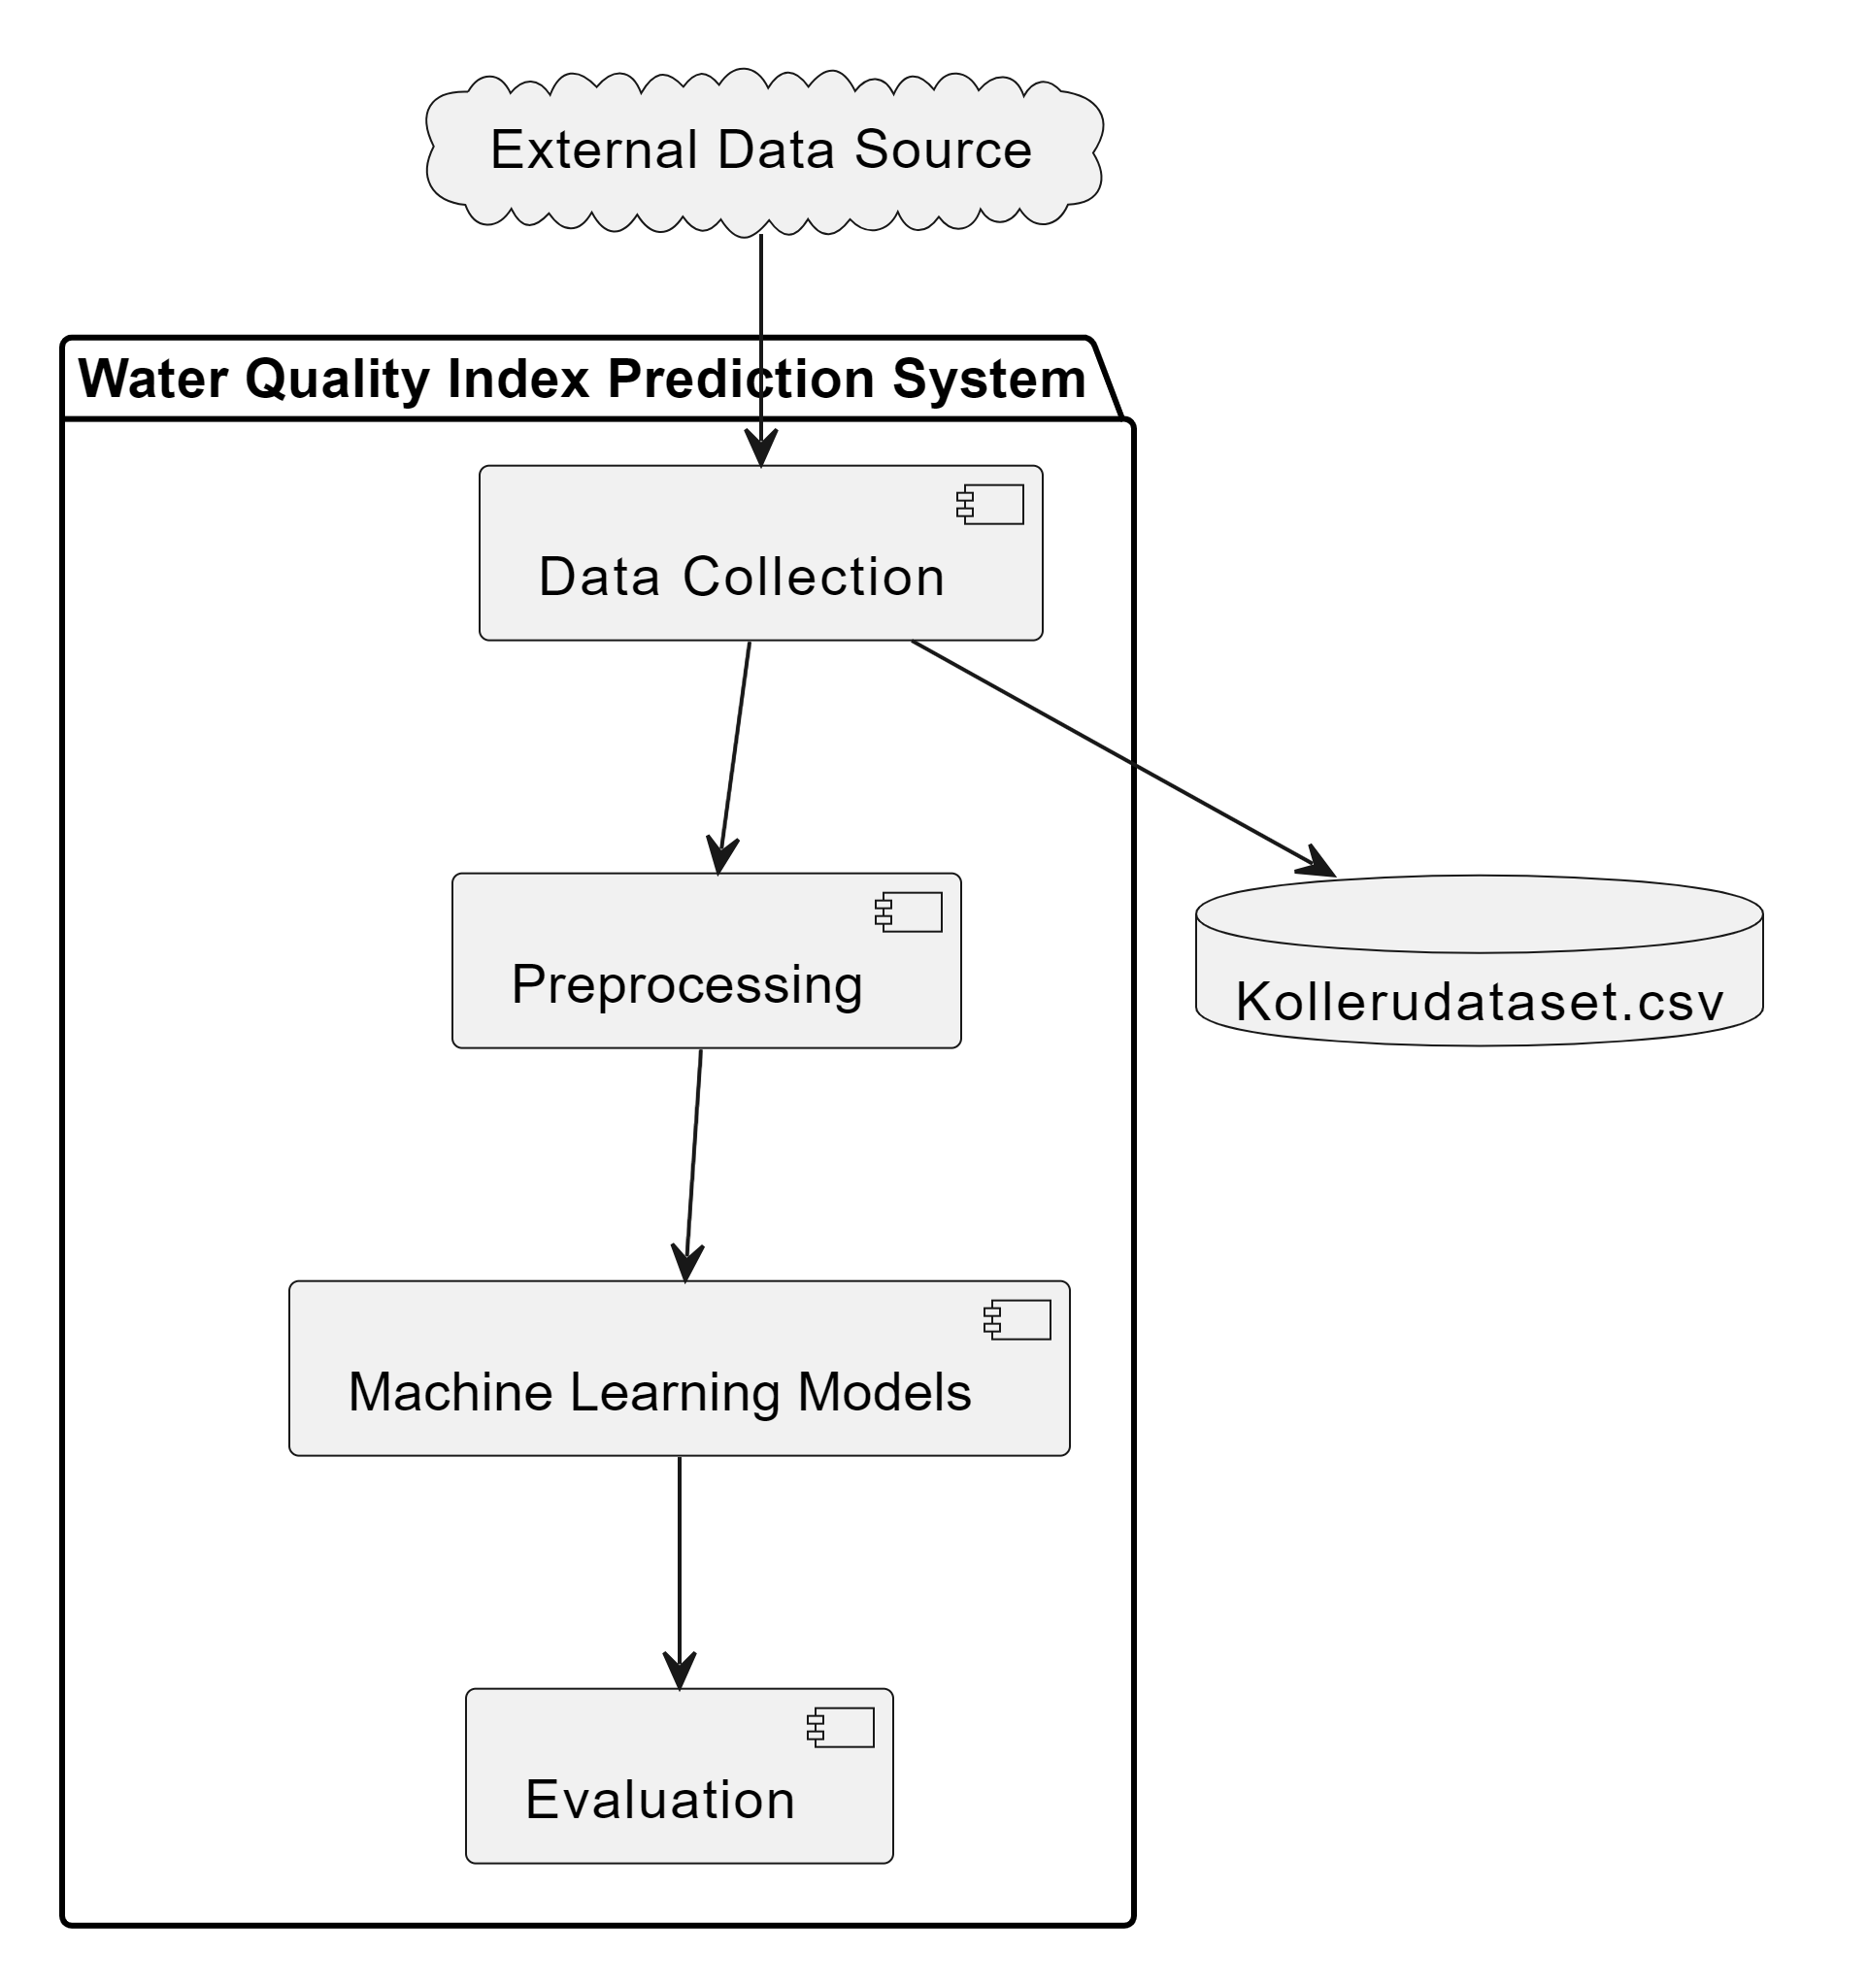 External Data Source
Water Quality Index Prediction System
Data Collection
Preprocessing
Kollerudataset.csv
Machine Learning Models
Evaluation